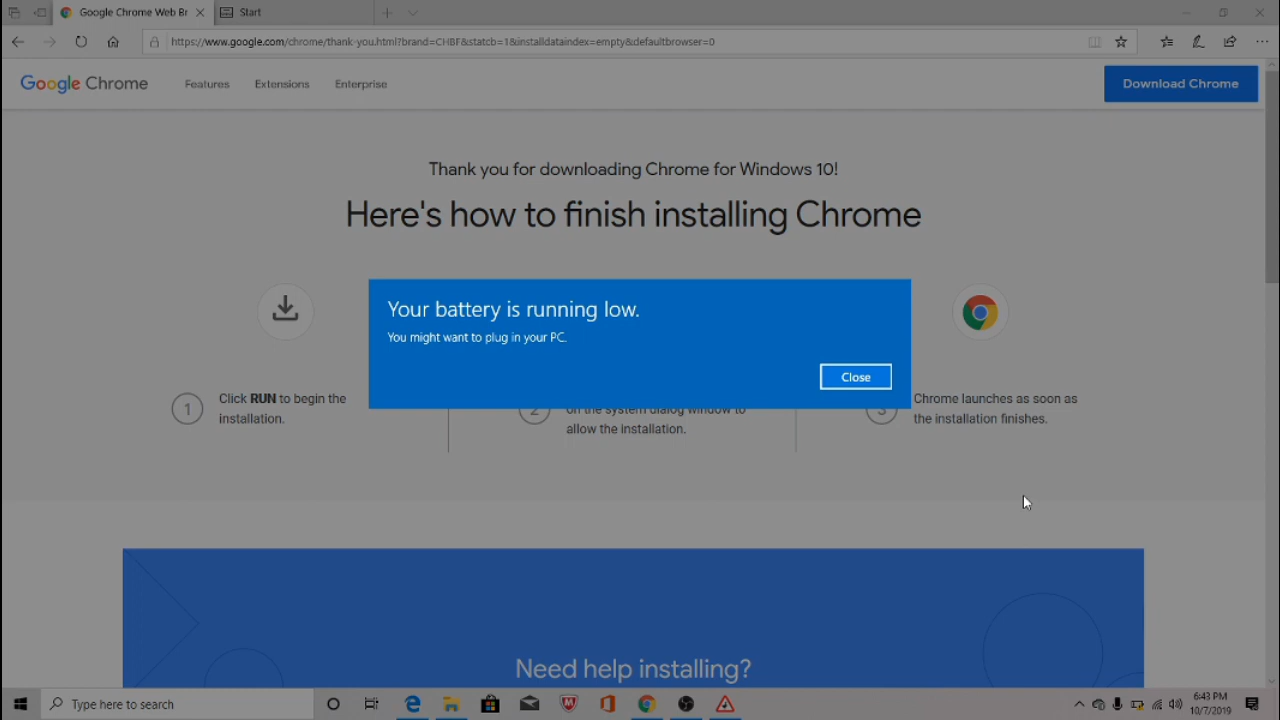 Google Chrome Web Br
Start
https://www.google.com/chrome/thank-you.html?brand=CHBF&statcb=1&installdataindex=empty&defaultbrowser=0
Google Chrome
Features
Extensions
Enterprise
Download Chrome
Thank you for downloading Chrome for Windows 10!
Here's how to finish installing Chrome
Your battery is running low.
You might want to plug in your PC.
Close
1
Click RUN to begin the
installation.
2
on the system dialog window to
allow the installation.
3
Chrome launches as soon as
the installation finishes.
Need help installing?
Type here to search
6:43 PM
10/7/2019